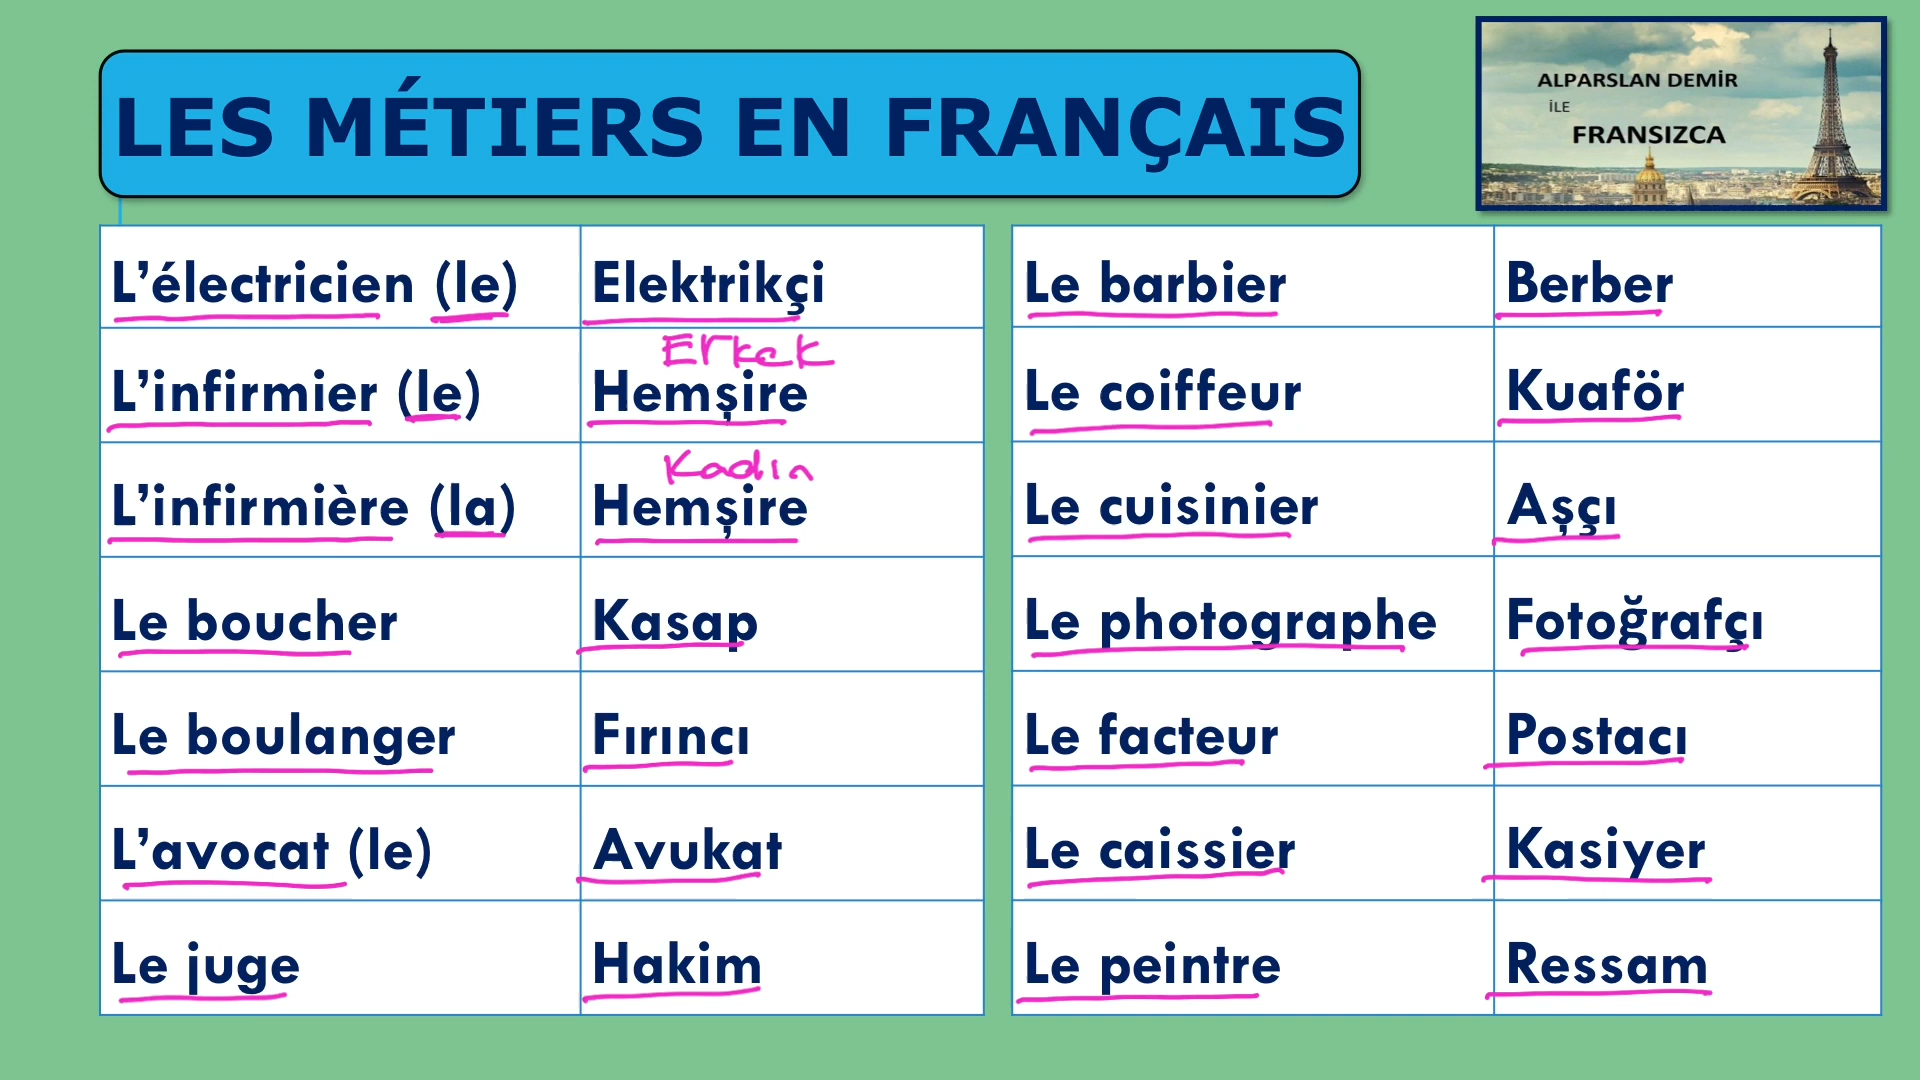 LES MÉTIERS EN FRANÇAIS
ALPARSLAN DEMİR
İLE
FRANSIZCA
L'électricien (le) Elektrikçi
Erkek
L'infirmier (le) Hemşire
Kadın
L'infirmière (la) Hemşire
Le boucher Kasap
Le boulanger Fırıncı
L'avocat (le) Avukat
Le juge Hakim
Le barbier Berber
Le coiffeur Kuaför
Le cuisinier Aşçı
Le photographe Fotoğrafçı
Le facteur Postacı
Le caissier Kasiyer
Le peintre Ressam